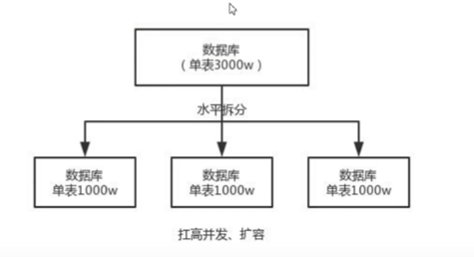 数据库
（单表3000w）
水平拆分
数据库
单表1000w
数据库
单表1000w
数据库
单表1000w
扛高并发、扩容